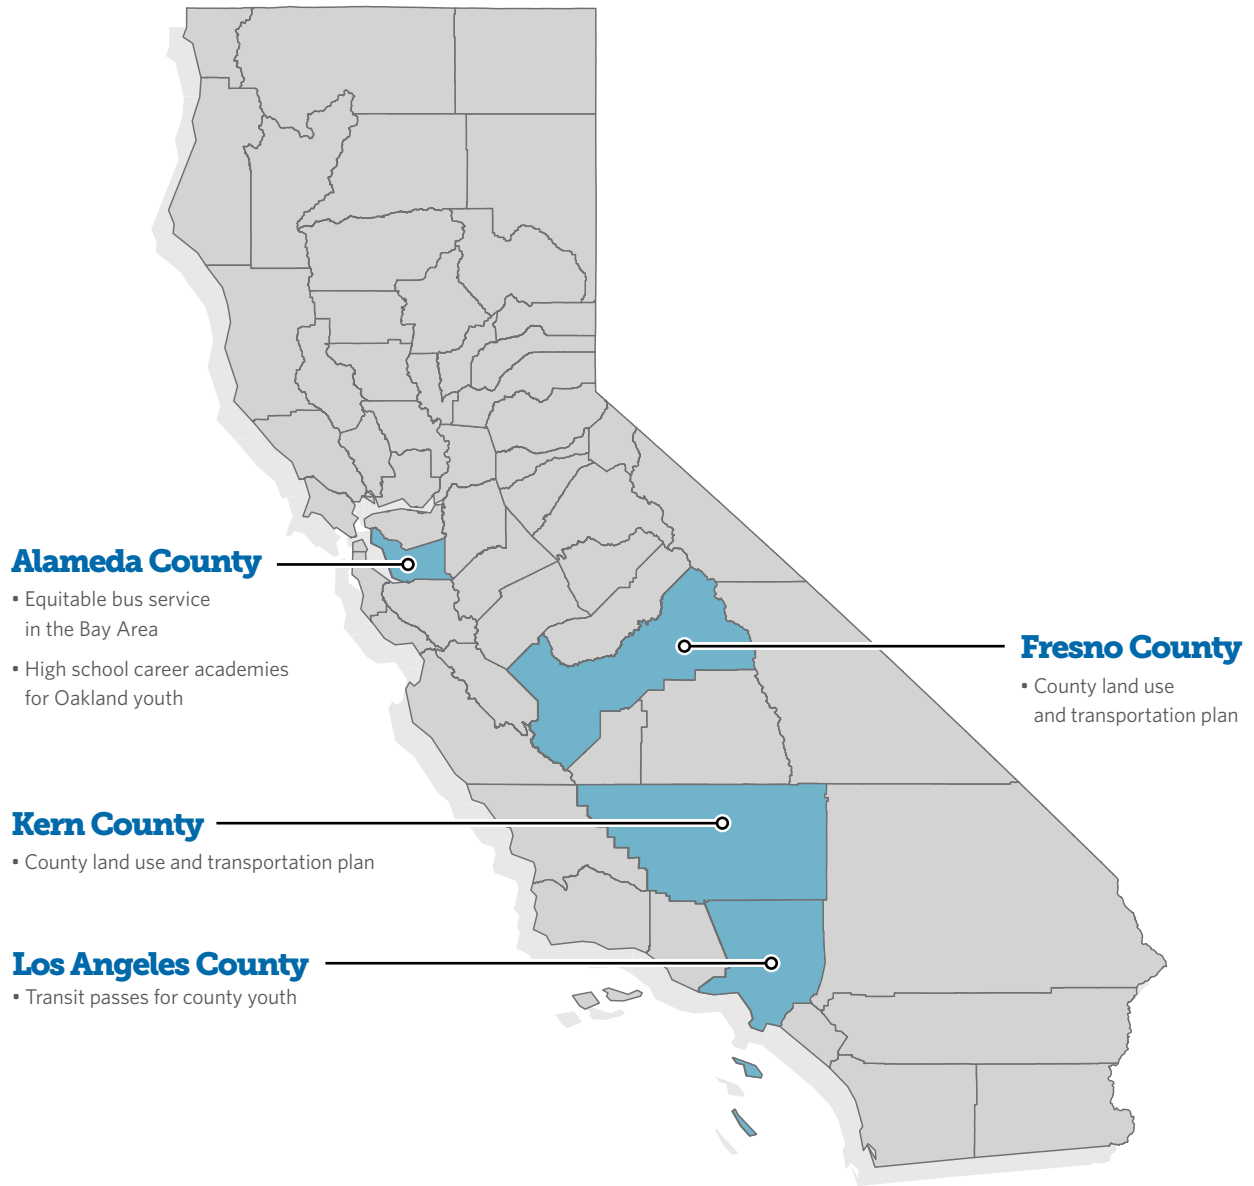 Alameda County
• Equitable bus service
in the Bay Area
• High school career academies
for Oakland youth
Fresno County
• County land use
and transportation plan
Kern County
• County land use and transportation plan
Los Angeles County
• Transit passes for county youth